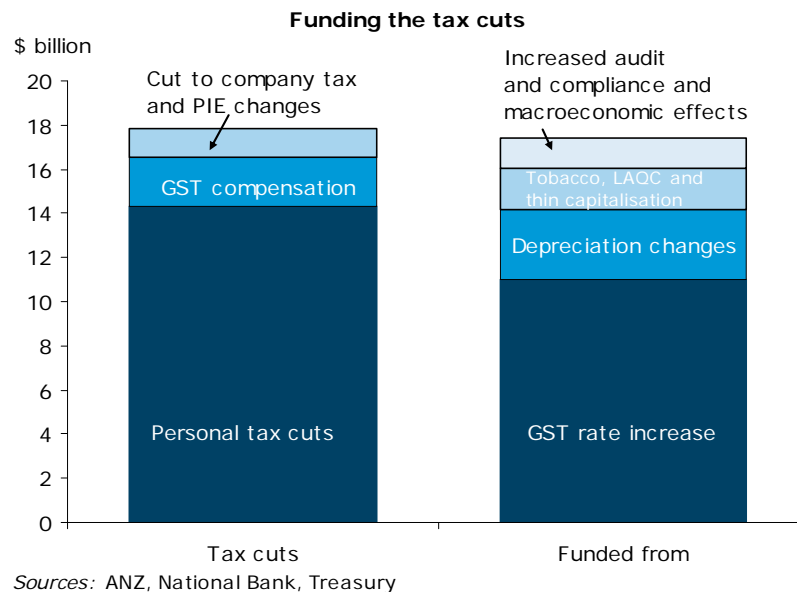 Funding the tax cuts
$ billion
Cut to company tax
and PIE changes
Increased audit
and compliance and
macroeconomic effects
20
18
16
14
12
10
8
6
4
2
0
GST compensation
Personal tax cuts
Tobacco, LAQC and
thin capitalisation
Depreciation changes
GST rate increase
Tax cuts
Funded from
Sources: ANZ, National Bank, Treasury